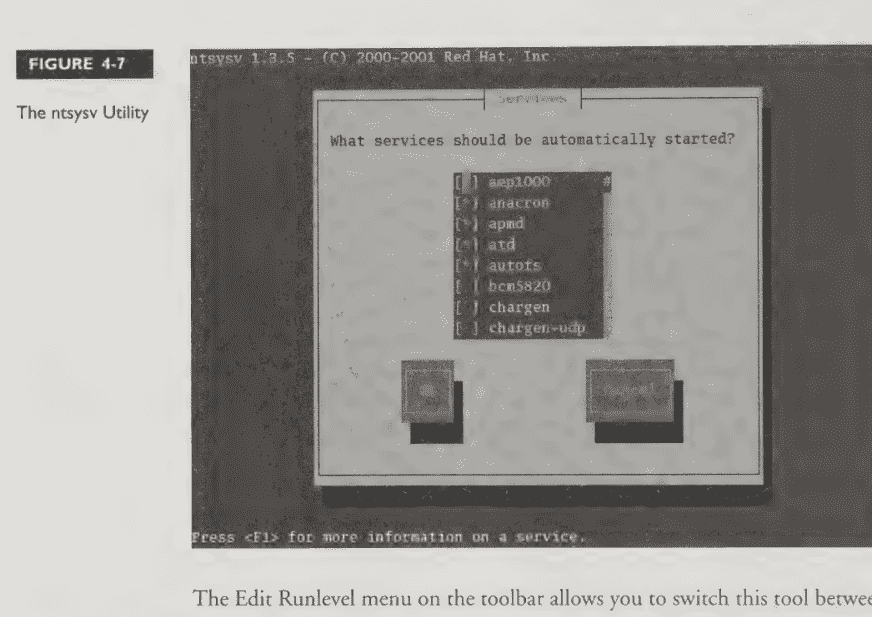 FIGURE 4-7
The ntsysv Utility
ntsysv 1.3.5 - (C) 2000-2001 Red Hat, Inc.
Services
What services should be automatically started?
[ ] aep1000 #
[*] anacron
[*] apmd
[*] atd
[*] autofs
[ ] bcm5820
[ ] chargen
[ ] chargen-udp
Press <F1> for more information on a service.
The Edit Runlevel menu on the toolbar allows you to switch this tool betwee